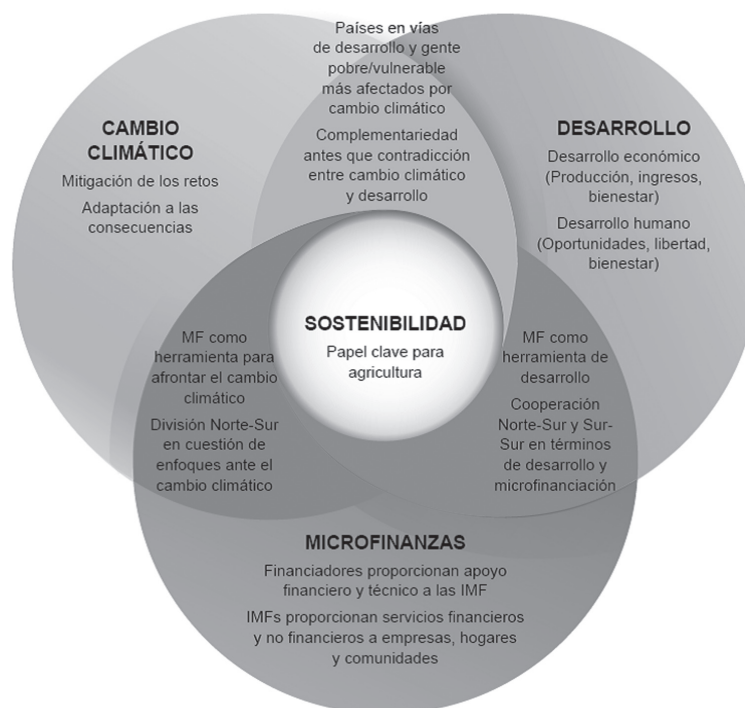 Países en vías
de desarrollo y gente
pobre/vulnerable
más afectados por
cambio climático
Complementariedad
antes que contradicción
entre cambio climático
y desarrollo
CAMBIO
CLIMÁTICO
Mitigación de los retos
Adaptación a las
consecuencias
DESARROLLO
Desarrollo económico
(Producción, ingresos,
bienestar)
Desarrollo humano
(Oportunidades, libertad,
bienestar)
SOSTENIBILIDAD
Papel clave para
agricultura
MF como
herramienta para
afrontar el cambio
climático
División Norte-Sur
en cuestión de
enfoques ante el
cambio climático
MF como
herramienta de
desarrollo
Cooperación
Norte-Sur y Sur-
Sur en términos
de desarrollo y
microfinanciación
MICROFINANZAS
Financiadores proporcionan apoyo
financiero y técnico a las IMF
IMFs proporcionan servicios financieros
y no financieros a empresas, hogares
y comunidades